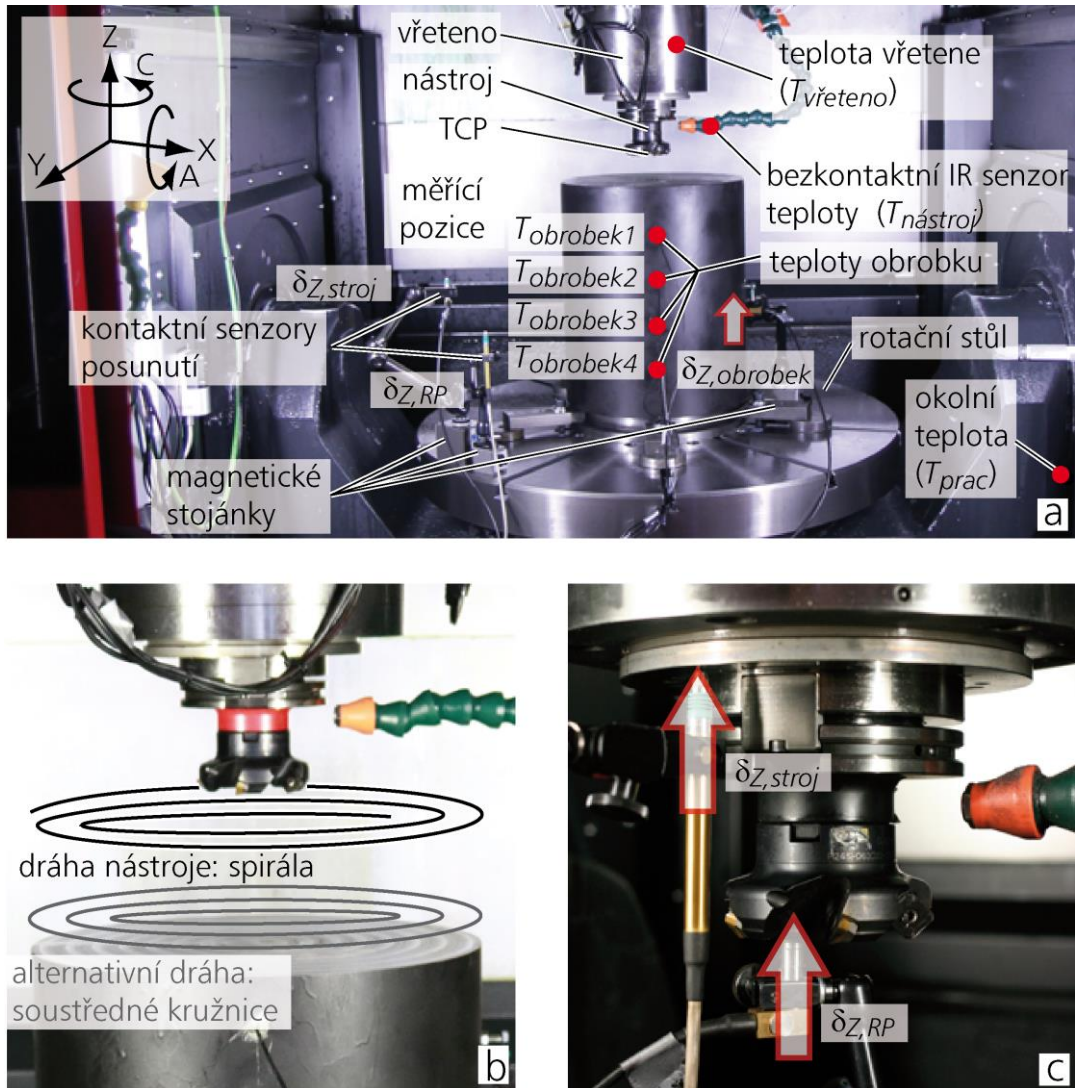 Z
C
X
Y
A
vřeteno
nástroj
TCP
měřící
pozice
teplota vřetene
(Tvřeteno)
bezkontaktní IR senzor
teploty (Tnástroj)
Tobrobek1
Tobrobek2
Tobrobek3
Tobrobek4
teploty obrobku
δZ,stroj
kontaktní senzory
posunutí
δZ,RP
δZ,obrobek
rotační stůl
magnetické
stojánky
okolní
teplota
(Tprac)
a
dráha nástroje: spirála
alternativní dráha:
soustředné kružnice
b
δZ,stroj
δZ,RP
c